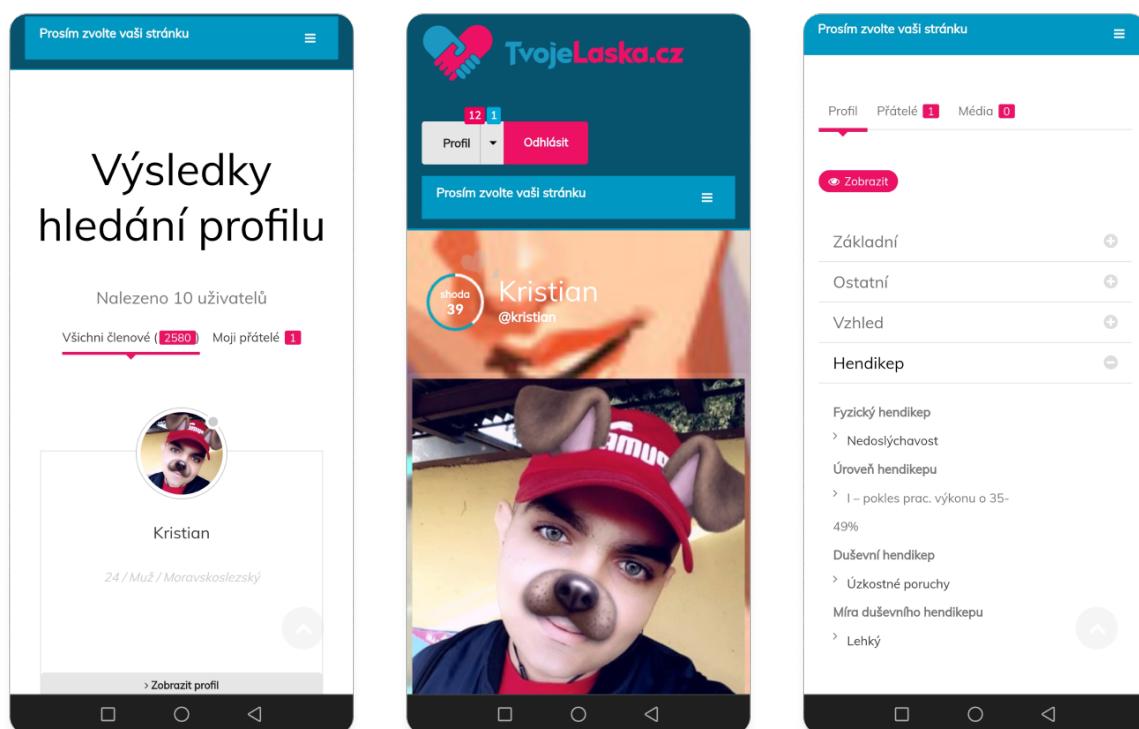 Prosím zvolte vaši stránku
Výsledky
hledání profilu
Nalezeno 10 uživatelů
Všichni členové ( 2580 ) Moji přátelé 1
Kristian
24 / Muž / Moravskoslezský
› Zobrazit profil
TvojeLaska.cz
12 1
Profil Odhlásit
Prosím zvolte vaši stránku
shoda
39
Kristian
@kristian
Prosím zvolte vaši stránku
Profil Přátelé 1 Média 0
Zobrazit
Základní
Ostatní
Vzhled
Hendikep
Fyzický hendikep
› Nedoslýchavost
Úroveň hendikepu
› I – pokles prac. výkonu o 35-
49%
Duševní hendikep
› Úzkostné poruchy
Míra duševního hendikepu
› Lehký